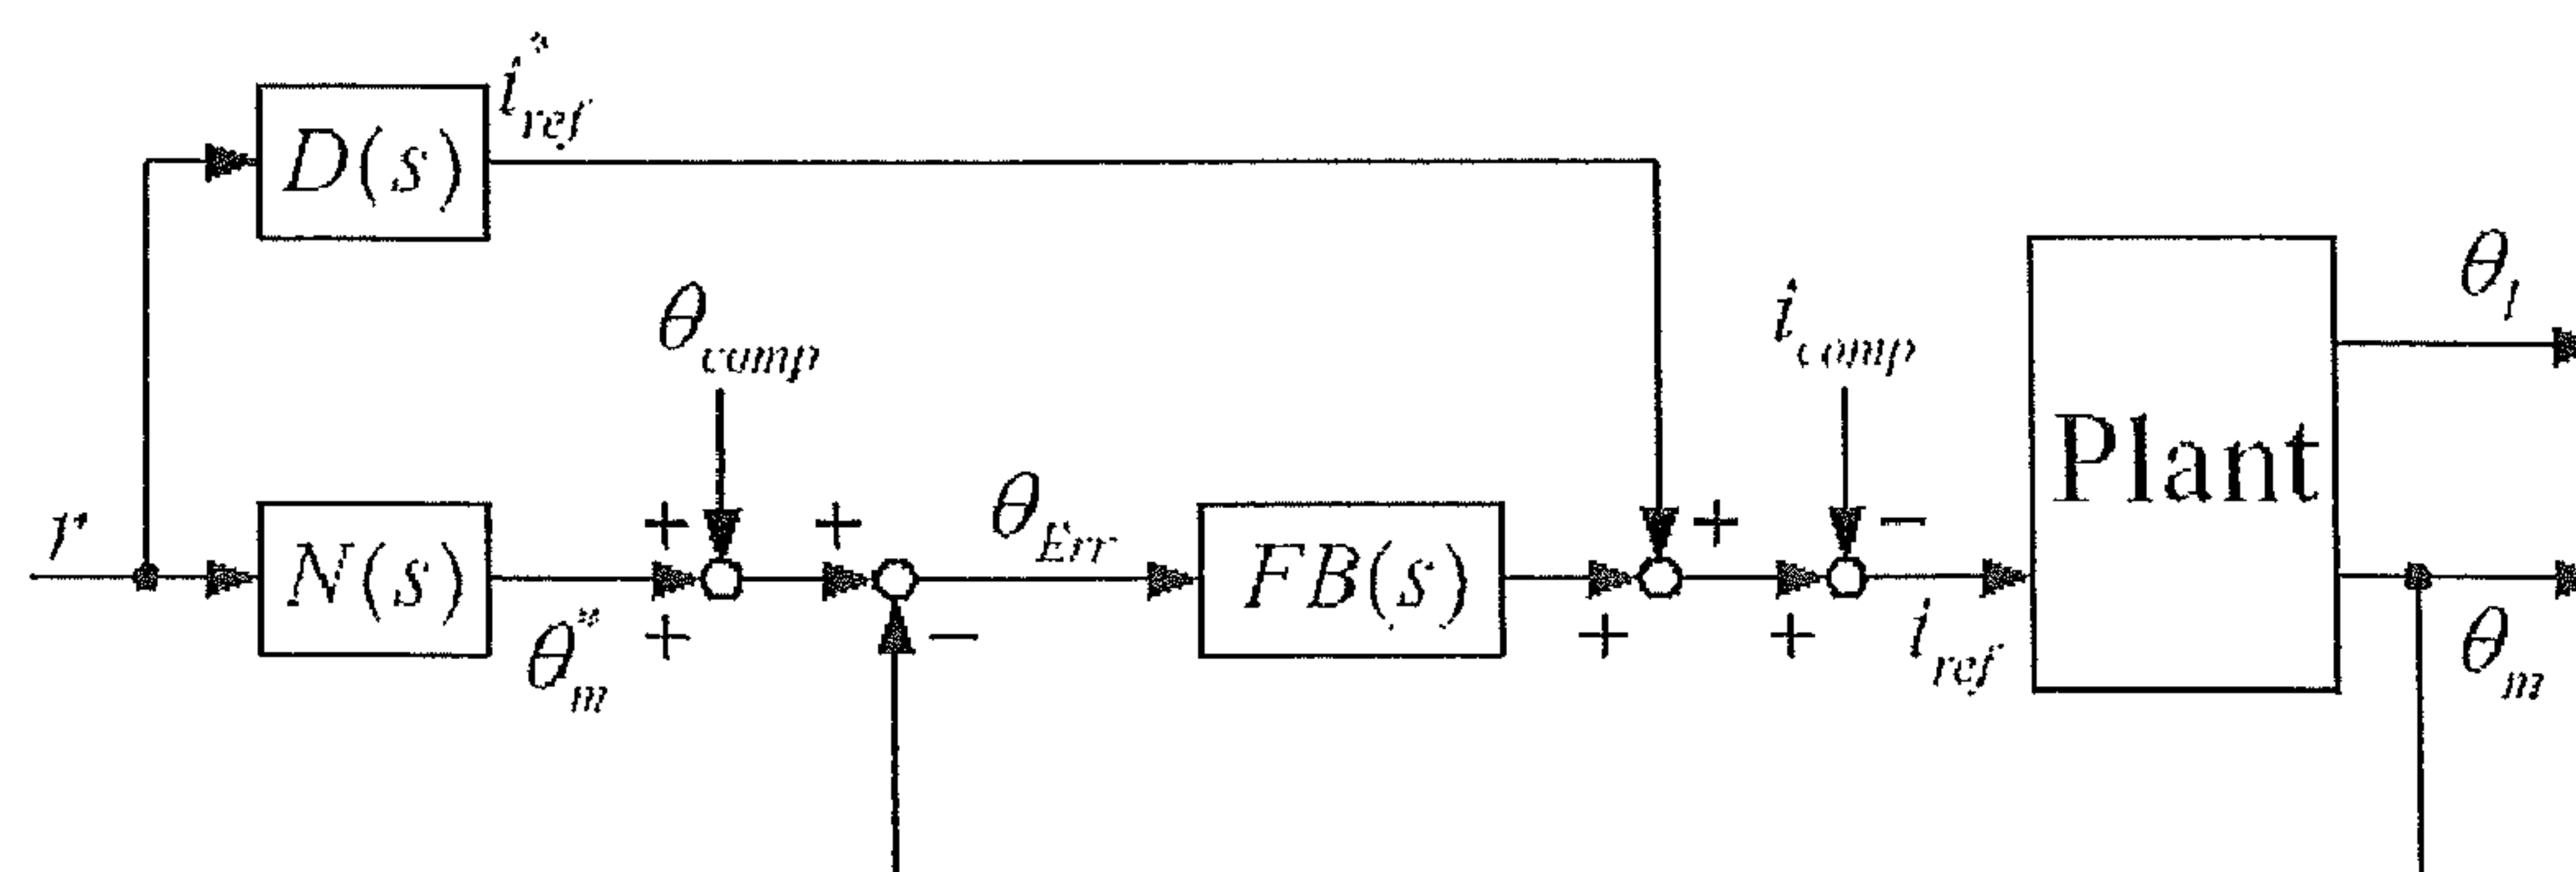 i*ref
D(s)
θcomp
icomp
θl
Plant
r
N(s)
θ*m
+
+
+
−
θErr
FB(s)
+
+
−
+
iref
θm